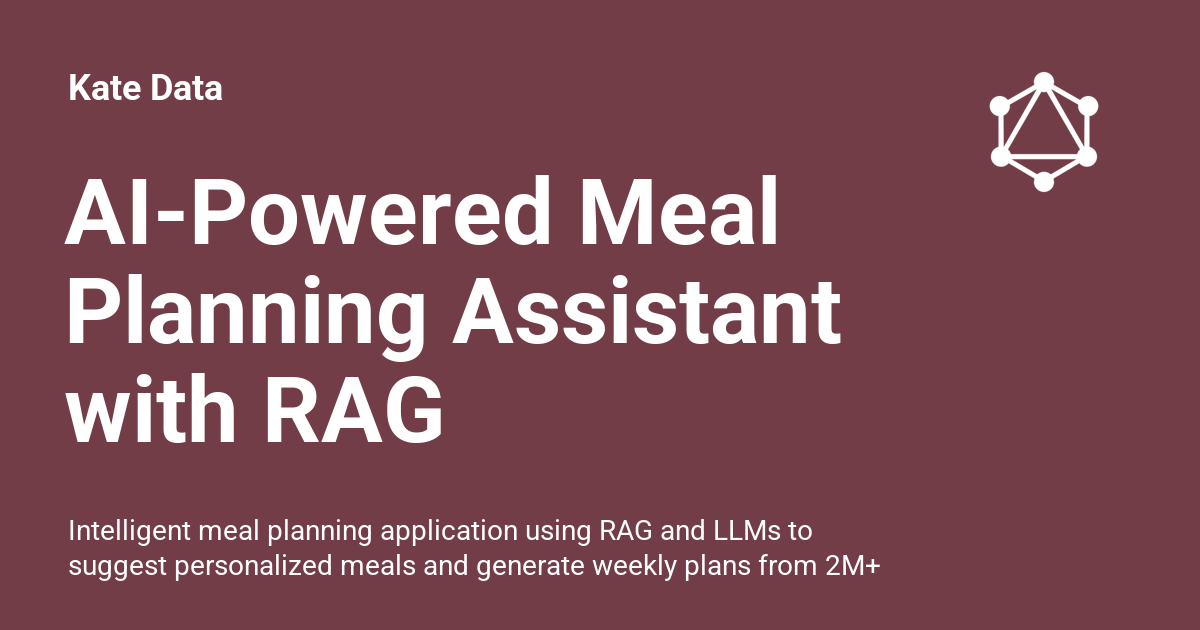 Kate Data
AI-Powered Meal
Planning Assistant
with RAG
Intelligent meal planning application using RAG and LLMs to
suggest personalized meals and generate weekly plans from 2M+